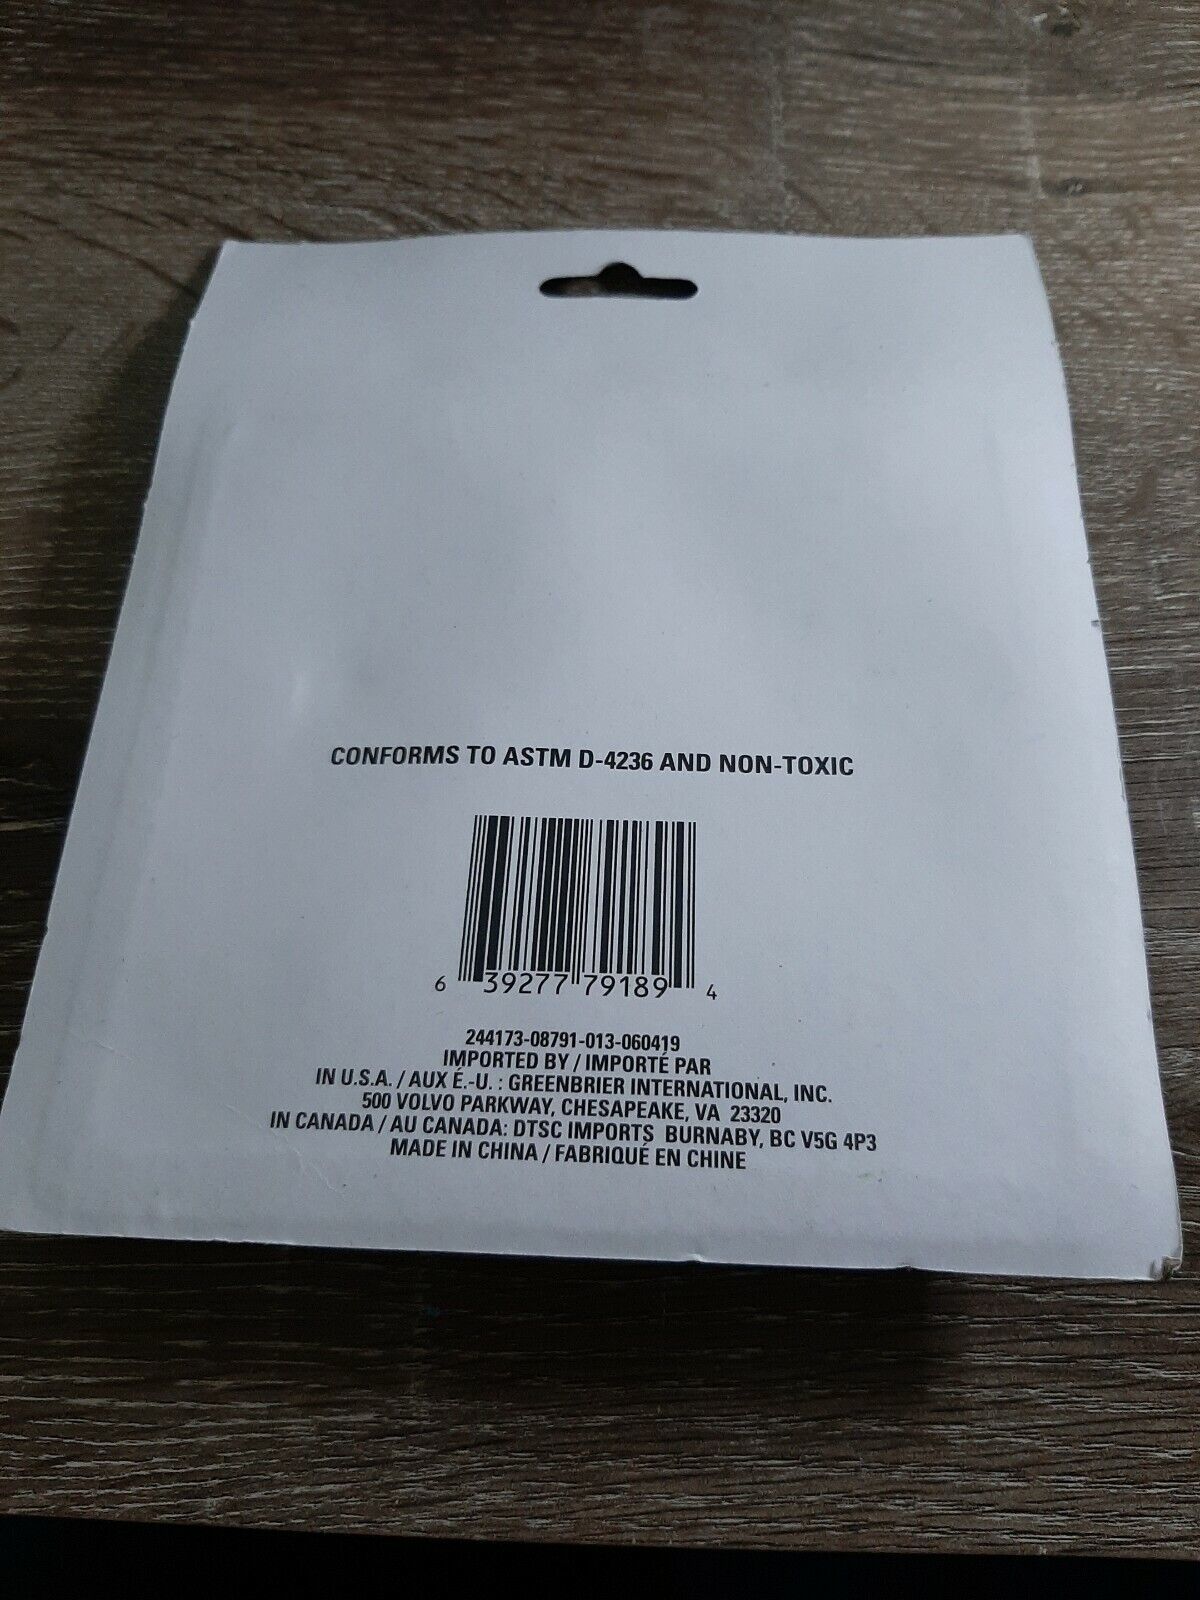 CONFORMS TO ASTM D-4236 AND NON-TOXIC
6 39277 79189 4
244173-08791-013-060419
IMPORTED BY / IMPORTÉ PAR
IN U.S.A. / AUX É.-U. : GREENBRIER INTERNATIONAL, INC.
500 VOLVO PARKWAY, CHESAPEAKE, VA 23320
IN CANADA / AU CANADA: DTSC IMPORTS BURNABY, BC V5G 4P3
MADE IN CHINA / FABRIQUÉ EN CHINE